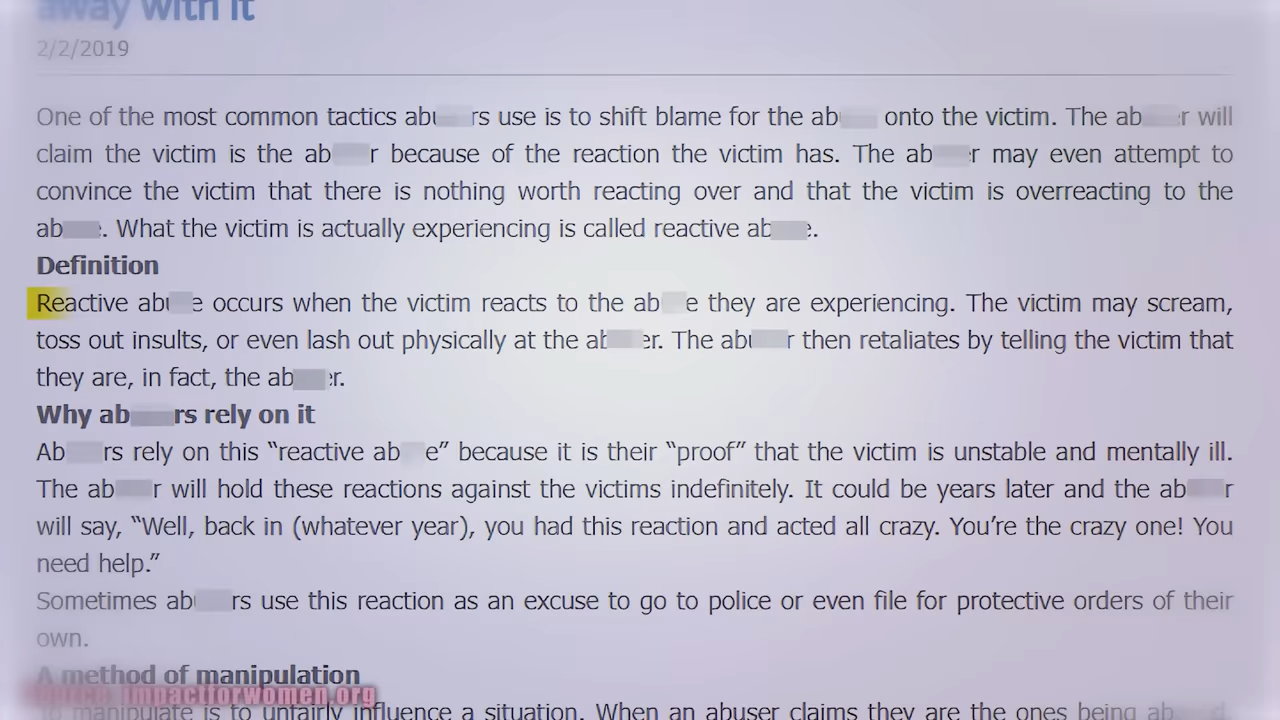 away with it
2/2/2019
One of the most common tactics use is to shift blame for the onto the victim. The will
claim the victim is the because of the reaction the victim has. The may even attempt to
convince the victim that there is nothing worth reacting over and that the victim is overreacting to the
What the victim is actually experiencing is called reactive
Definition
Reactive occurs when the victim reacts to the they are experiencing. The victim may scream,
toss out insults, or even lash out physically at the The then retaliates by telling the victim that
they are, in fact, the
Why rely on it
rely on this “reactive because it is their “proof” that the victim is unstable and mentally ill.
The will hold these reactions against the victims indefinitely. It could be years later and the
will say, “Well, back in (whatever year), you had this reaction and acted all crazy. You’re the crazy one! You
need help.”
Sometimes use this reaction as an excuse to go to police or even file for protective orders of their
own.
A method of manipulation
impactforwomen.org
manipulate is to unfairly influence a situation. When an abuser claims they are the ones being